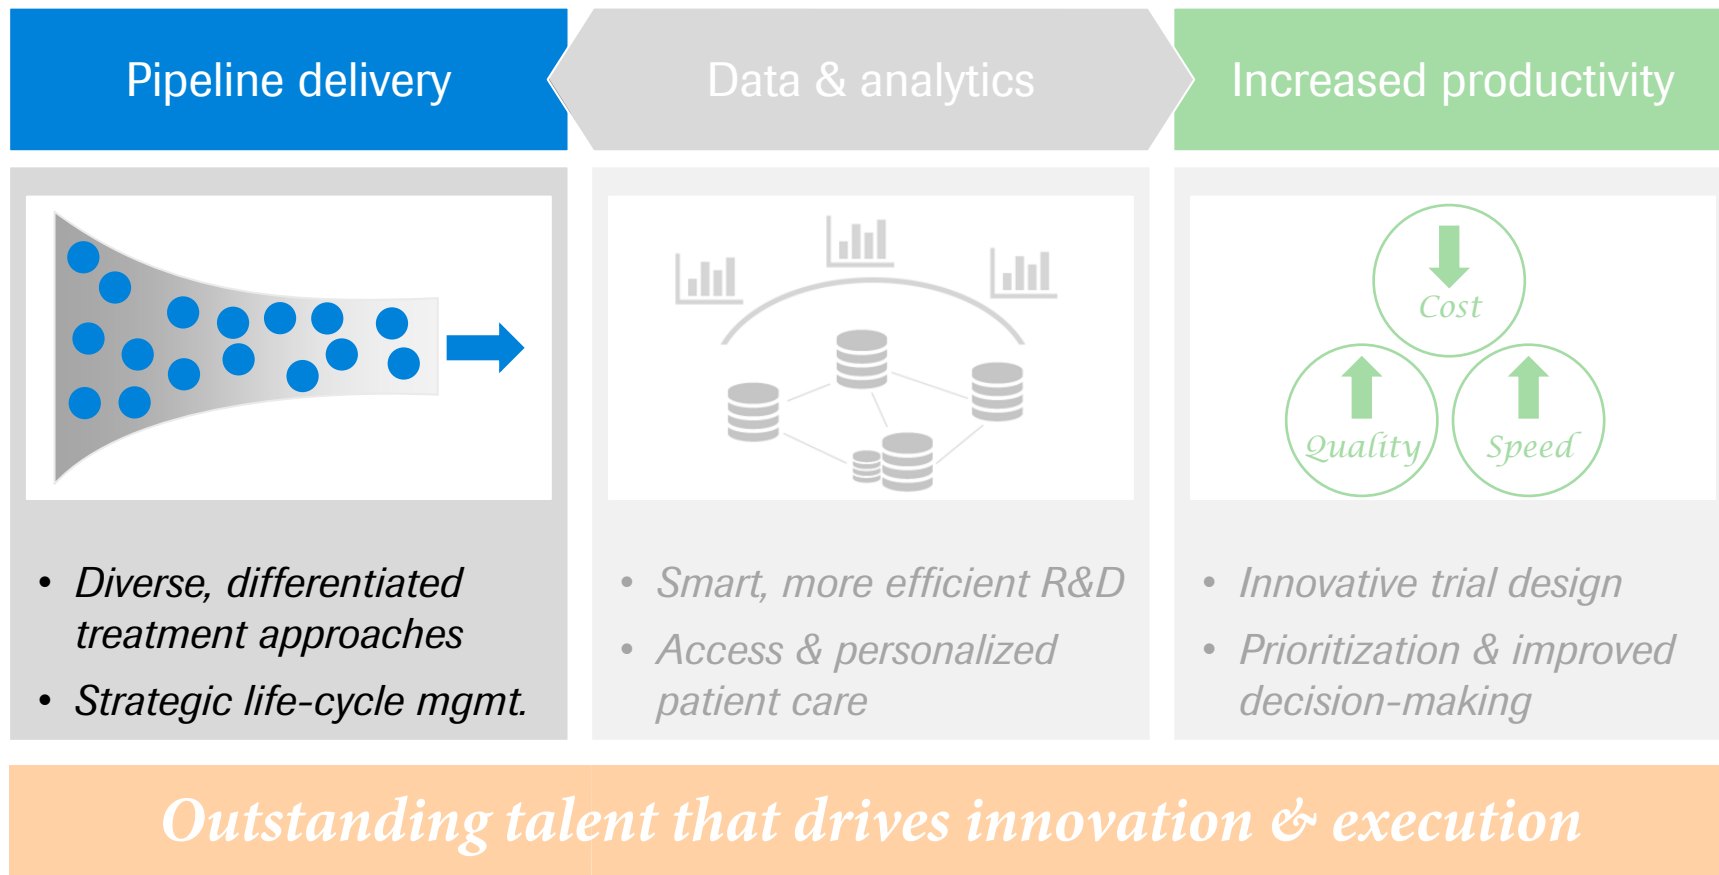 Pipeline delivery
Data & analytics
Increased productivity
Cost
Quality
Speed
• Diverse, differentiated
treatment approaches
• Strategic life-cycle mgmt.
• Smart, more efficient R&D
• Access & personalized
patient care
• Innovative trial design
• Prioritization & improved
decision-making
Outstanding talent that drives innovation & execution